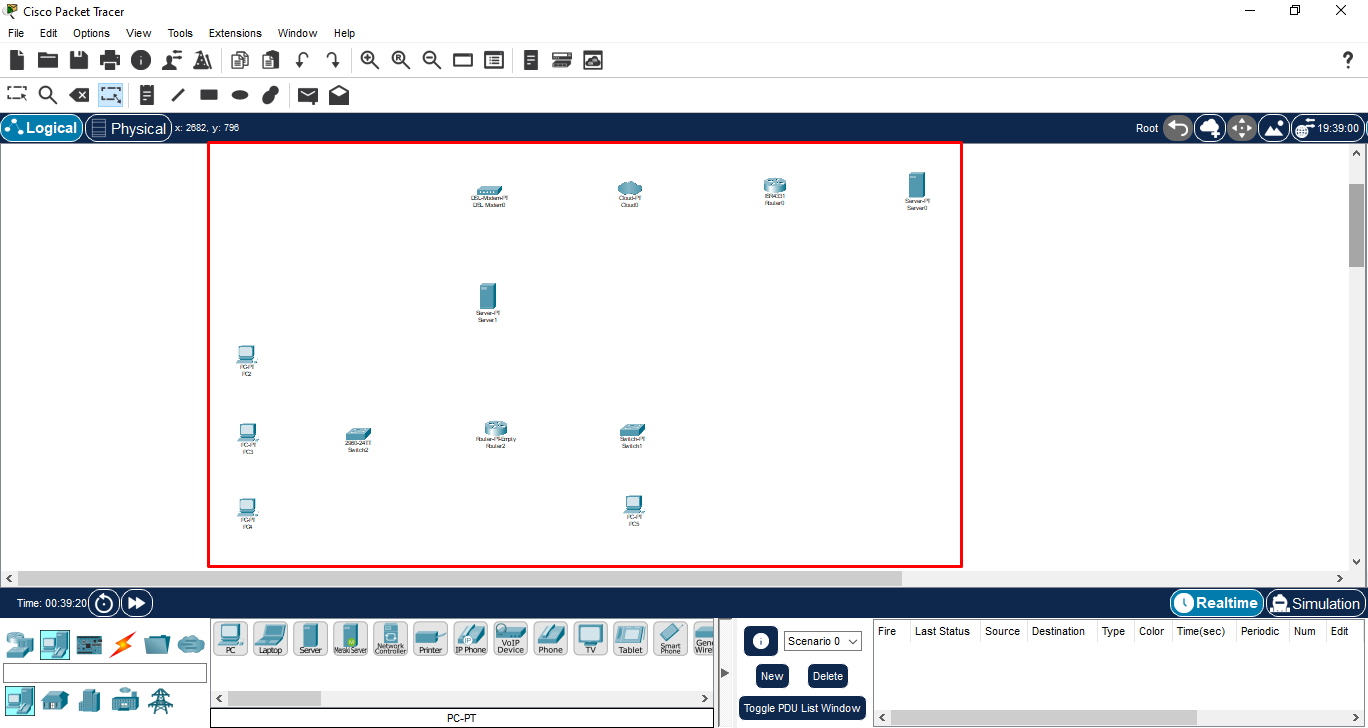 Cisco Packet Tracer
File Edit Options View Tools Extensions Window Help
Logical Physical x: 2682, y: 796 Root 19:39:00
DSL-Modem-PT
DSL Modem0
Cloud-PT
Cloud0
ISR4331
Router0
Server-PT
Server0
Server-PT
Server1
PC-PT
PC2
PC-PT
PC3
2960-24TT
Switch2
Router-PT-Empty
Router2
Switch-PT
Switch1
PC-PT
PC4
PC-PT
PC5
Time: 00:39:20 Realtime Simulation
PC
Laptop
Server
Meraki Server
Network
Controller
Printer
IP Phone
VoIP
Device
Phone
TV
Tablet
Smart
Phone
PC-PT
Scenario 0
New Delete
Toggle PDU List Window
Fire Last Status Source Destination Type Color Time(sec) Periodic Num Edit